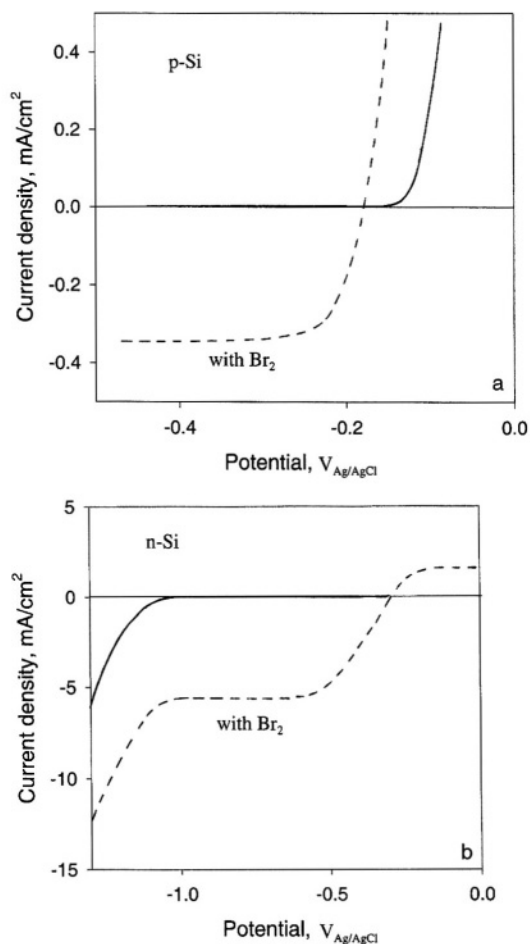 0.4
p-Si
0.2
0.0
-0.2
with Br₂
-0.4
a
-0.4
-0.2
0.0
Current density, mA/cm²
Potential, V_Ag/AgCl
5
n-Si
0
-5
with Br₂
-10
-15
b
-1.0
-0.5
0.0
Current density, mA/cm²
Potential, V_Ag/AgCl